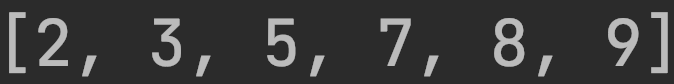 [2, 3, 5, 7, 8, 9]